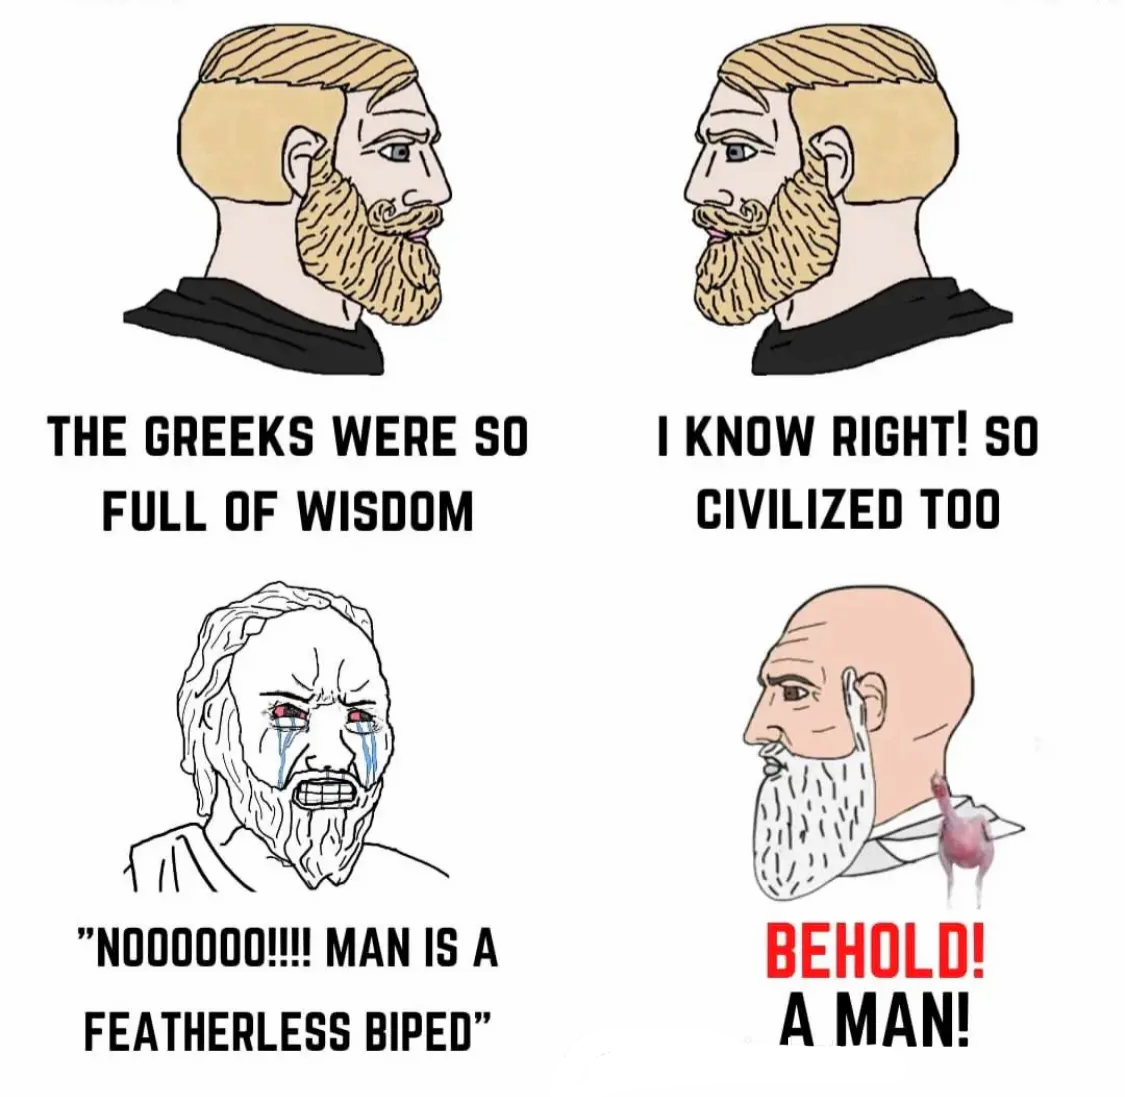 THE GREEKS WERE SO
FULL OF WISDOM
I KNOW RIGHT! SO
CIVILIZED TOO
"NOOOOOO!!!! MAN IS A
FEATHERLESS BIPED"
BEHOLD!
A MAN!